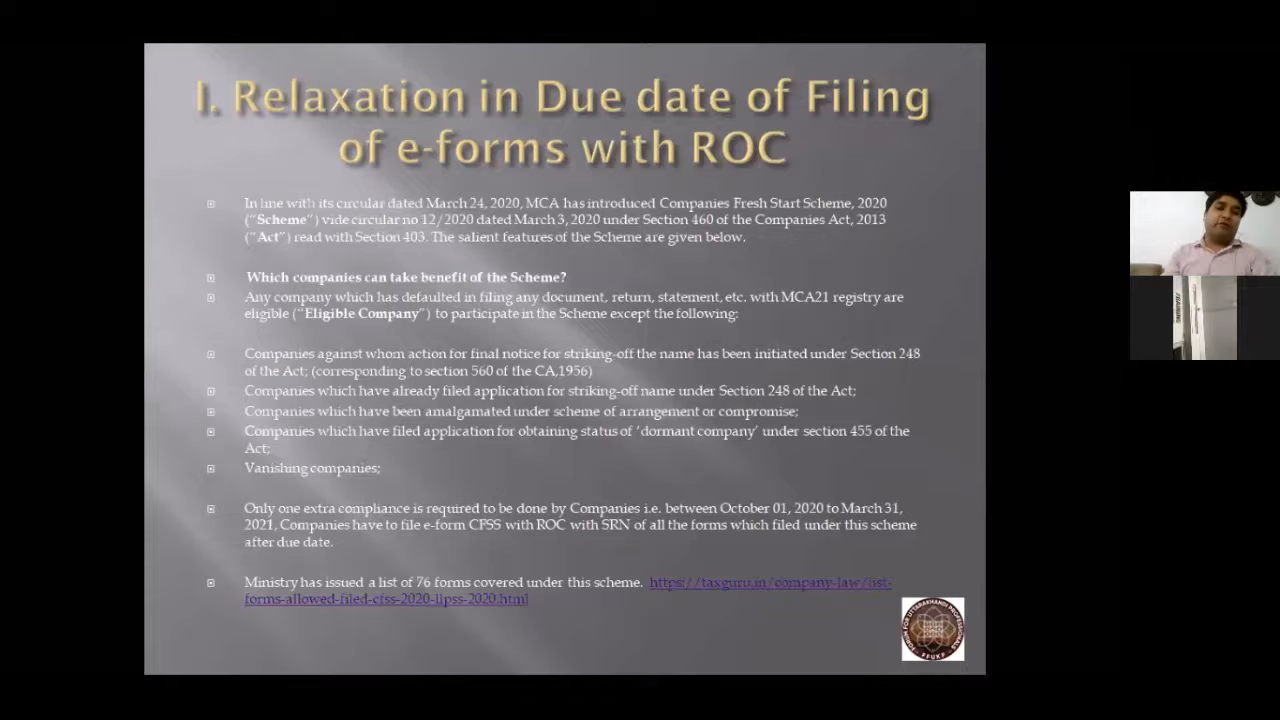 I. Relaxation in Due date of Filing
of e-forms with ROC
In line with its circular dated March 24, 2020, MCA has introduced Companies Fresh Start Scheme, 2020
("Scheme") vide circular no 12/2020 dated March 3, 2020 under Section 460 of the Companies Act, 2013
("Act") read with Section 403. The salient features of the Scheme are given below.
Which companies can take benefit of the Scheme?
Any company which has defaulted in filing any document, return, statement, etc. with MCA21 registry are
eligible ("Eligible Company") to participate in the Scheme except the following:
Companies against whom action for final notice for striking-off the name has been initiated under Section 248
of the Act; (corresponding to section 560 of the CA,1956)
Companies which have already filed application for striking-off name under Section 248 of the Act;
Companies which have been amalgamated under scheme of arrangement or compromise;
Companies which have filed application for obtaining status of 'dormant company' under section 455 of the
Act;
Vanishing companies;
Only one extra compliance is required to be done by Companies i.e. between October 01, 2020 to March 31,
2021, Companies have to file e-form CFSS with ROC with SRN of all the forms which filed under this scheme
after due date.
Ministry has issued a list of 76 forms covered under this scheme. https://taxguru.in/company-law/list-
forms-allowed-filed-cfss-2020-llpss-2020.html
FORUM FOR UTTARAKHAND PROFESSIONALS
FFUKP